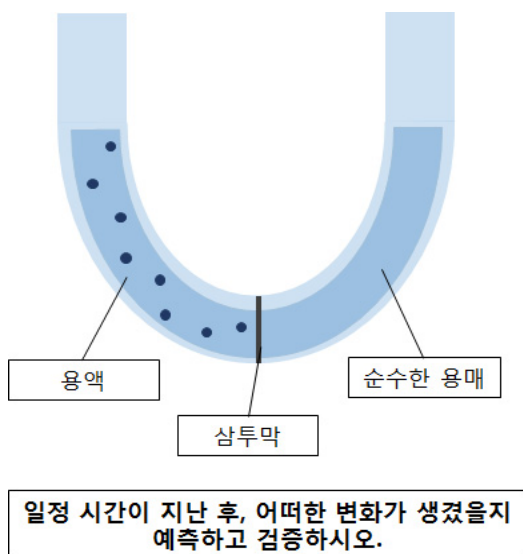 용액
순수한 용매
삼투막
일정 시간이 지난 후, 어떠한 변화가 생겼을지
예측하고 검증하시오.